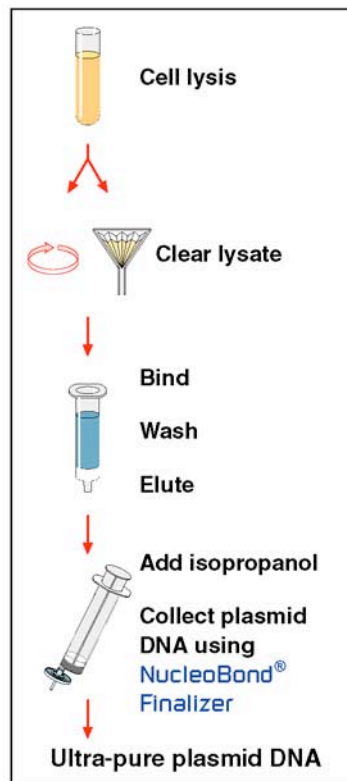 Cell lysis
Clear lysate
Bind
Wash
Elute
Add isopropanol
Collect plasmid
DNA using
NucleoBond®
Finalizer
Ultra-pure plasmid DNA